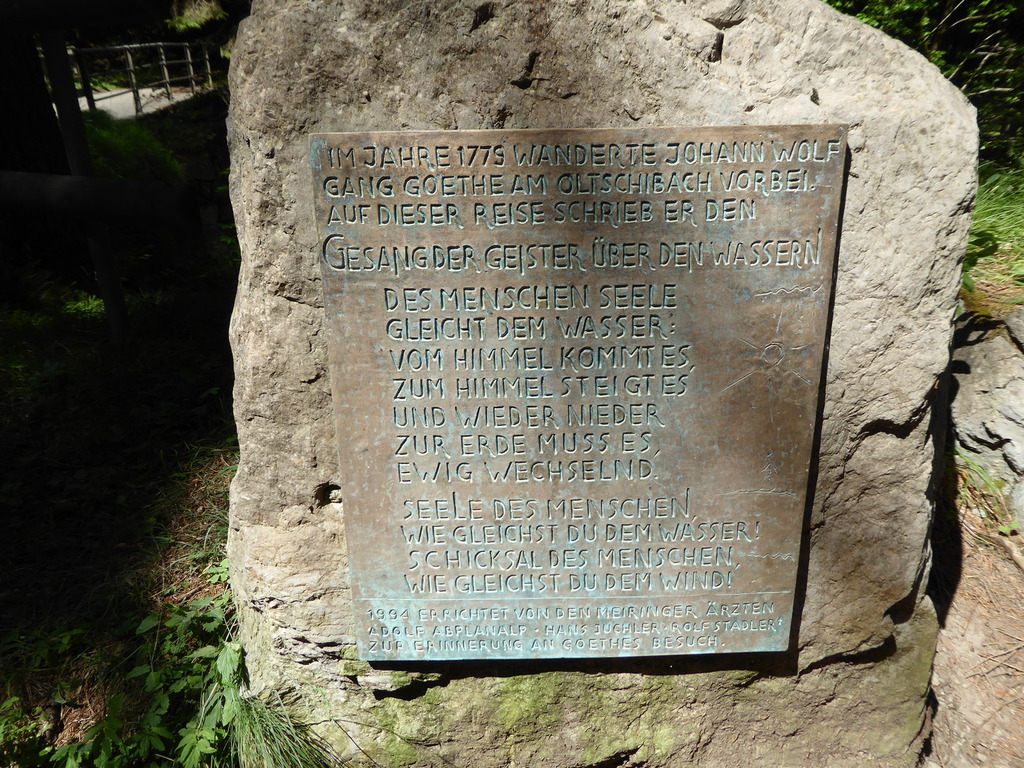 IM JAHRE 1779 WANDERTE JOHANN WOLF
GANG GOETHE AM OLTSCHIBACH VORBEI.
AUF DIESER REISE SCHRIEB ER DEN
GESANG DER GEISTER ÜBER DEN WASSERN
DES MENSCHEN SEELE
GLEICHT DEM WASSER:
VOM HIMMEL KOMMT ES,
ZUM HIMMEL STEIGT ES
UND WIEDER NIEDER
ZUR ERDE MUSS ES,
EWIG WECHSELND.
SEELE DES MENSCHEN,
WIE GLEICHST DU DEM WASSER!
SCHICKSAL DES MENSCHEN,
WIE GLEICHST DU DEM WIND!
1994 ERRICHTET VON DEN MEIRINGER ÄRZTEN
ADOLF ABPLANALP · HANS JUCHLER · ROLF STADLER
ZUR ERINNERUNG AN GOETHES BESUCH.